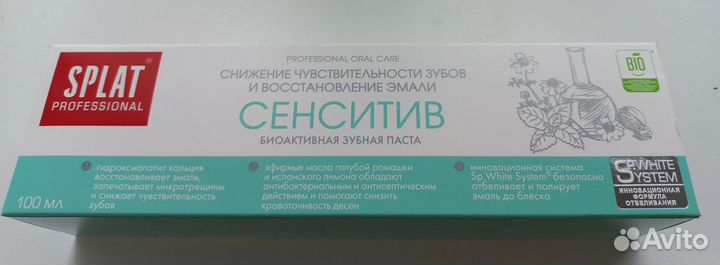 SPLAT
PROFESSIONAL
PROFESSIONAL ORAL CARE
СНИЖЕНИЕ ЧУВСТВИТЕЛЬНОСТИ ЗУБОВ
И ВОССТАНОВЛЕНИЕ ЭМАЛИ
СЕНСИТИВ
БИОАКТИВНАЯ ЗУБНАЯ ПАСТА
BIO
гидроксиапатит кальция
восстанавливает эмаль,
запечатывает микротрещины
и снижает чувствительность
зубов
эфирные масла голубой ромашки
и испанского лимона обладают
антибактериальным и антисептическим
действием и помогают снизить
кровоточивость десен
инновационная система
Sp.White System® безопасно
отбеливает и полирует
эмаль до блеска
SP.WHITE
SYSTEM
ИННОВАЦИОННАЯ
ФОРМУЛА
ОТБЕЛИВАНИЯ
100 мл
Avito